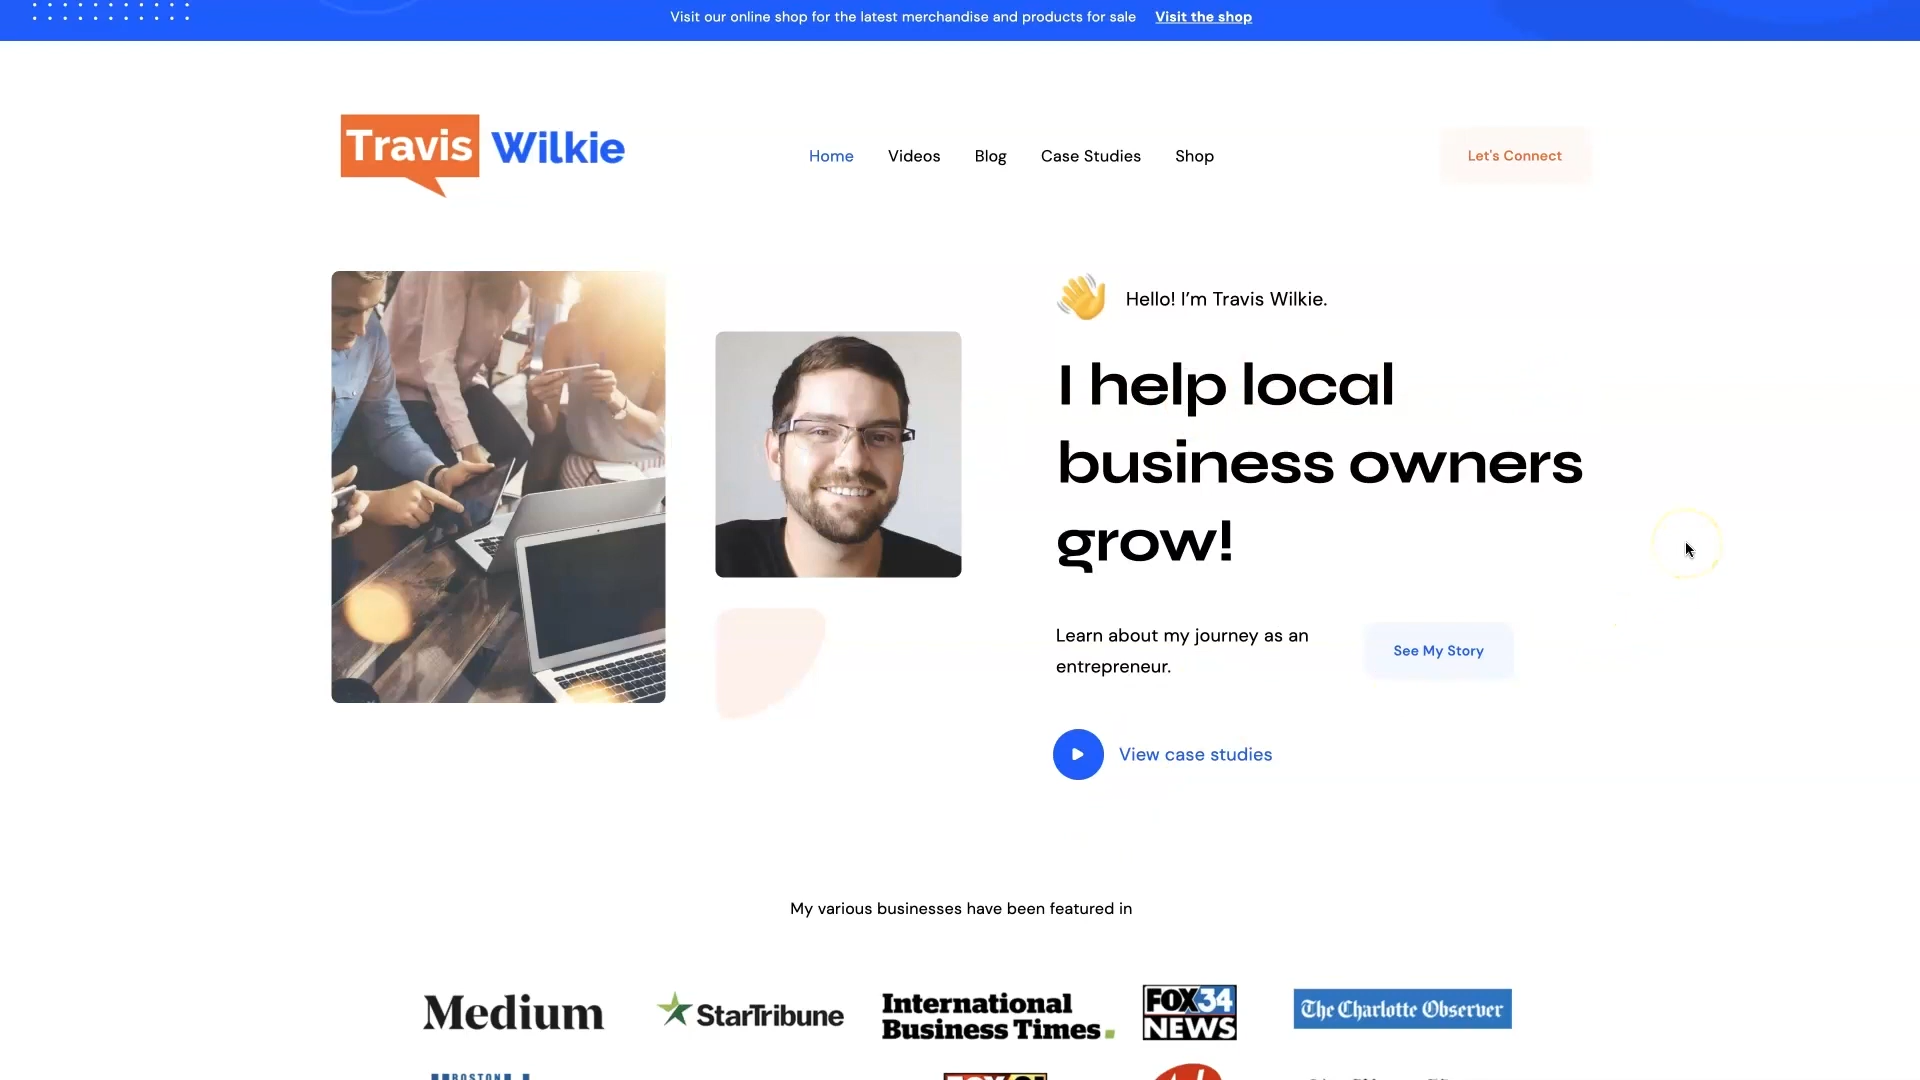 Visit our online shop for the latest merchandise and products for sale Visit the shop
Travis Wilkie
Home Videos Blog Case Studies Shop
Let's Connect
Hello! I’m Travis Wilkie.
I help local
business owners
grow!
Learn about my journey as an
entrepreneur.
See My Story
View case studies
My various businesses have been featured in
Medium
StarTribune
International
Business Times
FOX 34
NEWS
The Charlotte Observer
BOSTON